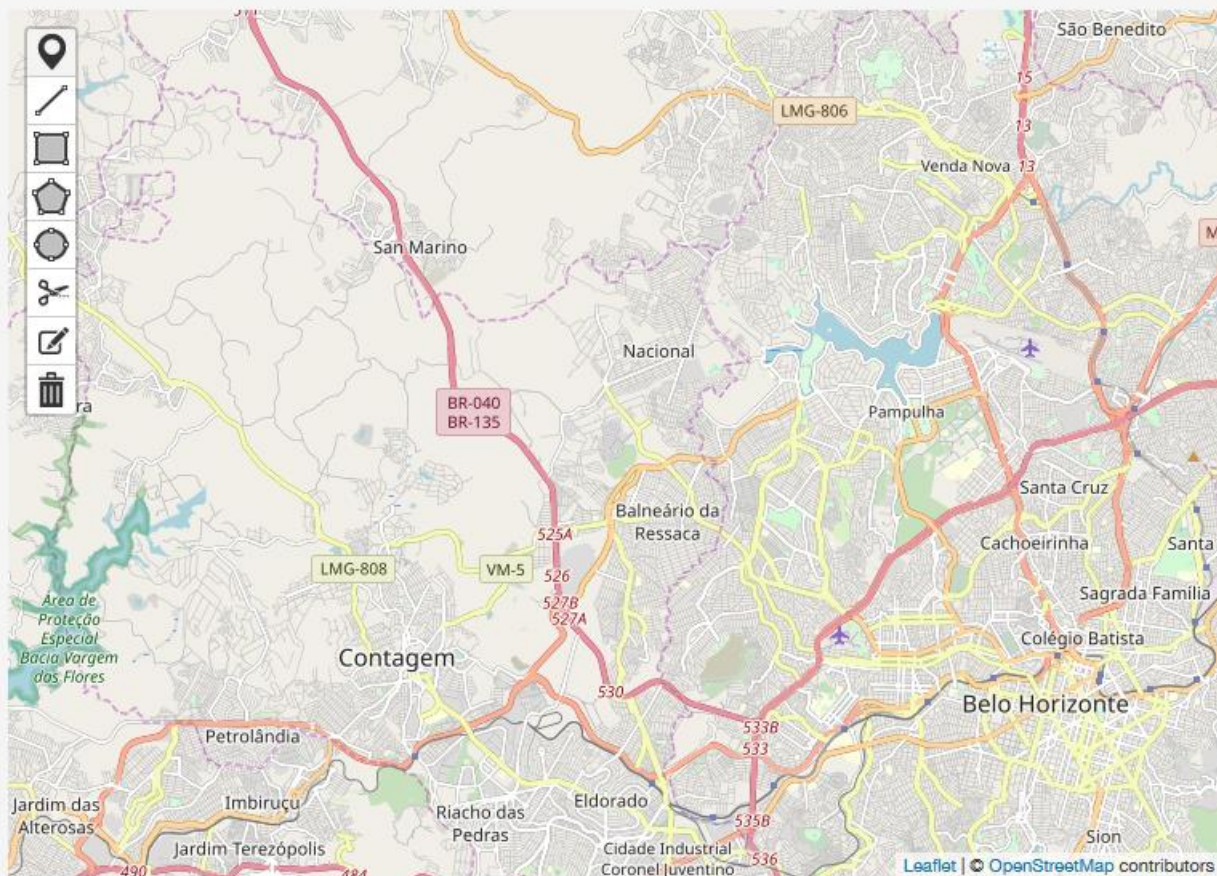 571
São Benedito
15
LMG-806
13
Venda Nova
13
M
San Marino
Nacional
BR-040
BR-135
ra
Pampulha
Santa Cruz
Balneário da
Ressaca
525A
Cachoeirinha
Santa
LMG-808
VM-5
526
Área de
Proteção
Especial
Bacia Vargem
das Flores
527B
527A
Sagrada Família
Colégio Batista
Contagem
530
Belo Horizonte
533B
533
Petrolândia
Jardim das
Alterosas
Imbiruçu
Riacho das
Pedras
Eldorado
535B
Sion
Jardim Terezópolis
Cidade Industrial
Coronel Juventino
536
490
484
Leaflet | © OpenStreetMap contributors